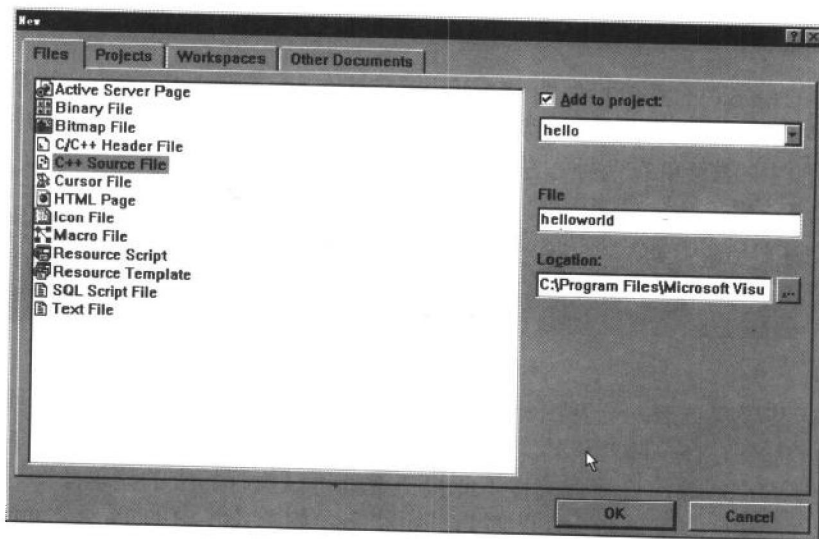 New
Files
Projects
Workspaces
Other Documents
Active Server Page
Binary File
Bitmap File
C/C++ Header File
C++ Source File
Cursor File
HTML Page
Icon File
Macro File
Resource Script
Resource Template
SQL Script File
Text File
Add to project:
hello
File
helloworld
Location:
C:\Program Files\Microsoft Visu
...
OK
Cancel